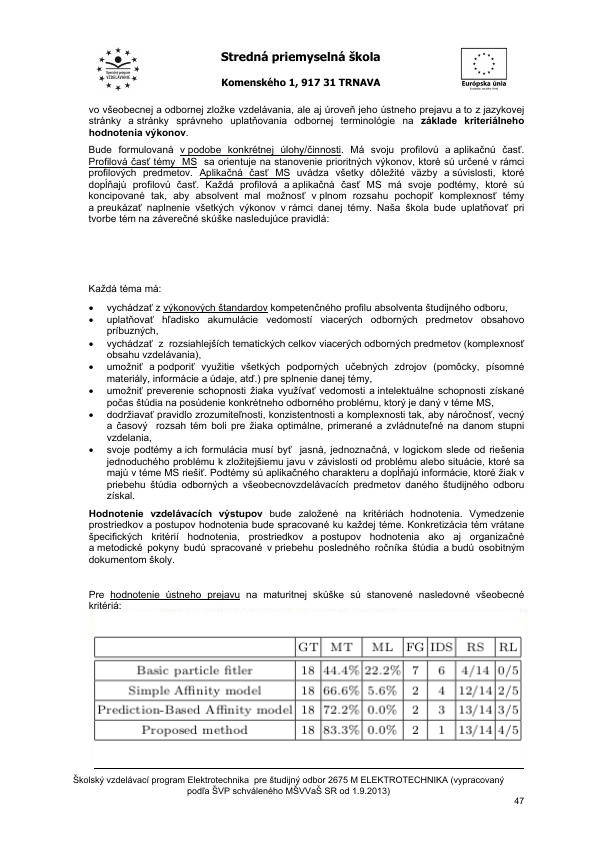 Stredná priemyselná škola
Komenského 1, 917 31 TRNAVA
Európska únia
vo všeobecnej a odbornej zložke vzdelávania, ale aj úroveň jeho ústneho prejavu a to z jazykovej
stránky a stránky správneho uplatňovania odbornej terminológie na základe kriteriálneho
hodnotenia výkonov.
Bude formulovaná v podobe konkrétnej úlohy/činnosti. Má svoju profilovú a aplikačnú časť.
Profilová časť témy MS sa orientuje na stanovenie prioritných výkonov, ktoré sú určené v rámci
profilových predmetov. Aplikačná časť MS uvádza všetky dôležité väzby a súvislosti, ktoré
dopĺňajú profilovú časť. Každá profilová a aplikačná časť MS má svoje podtémy, ktoré sú
koncipované tak, aby absolvent mal možnosť v plnom rozsahu pochopiť komplexnosť témy
a preukázať naplnenie všetkých výkonov v rámci danej témy. Naša škola bude uplatňovať pri
tvorbe tém na záverečné skúške nasledujúce pravidlá:
Každá téma má:
• vychádzať z výkonových štandardov kompetenčného profilu absolventa študijného odboru,
• uplatňovať hľadisko akumulácie vedomostí viacerých odborných predmetov obsahovo
príbuzných,
• vychádzať z rozsiahlejších tematických celkov viacerých odborných predmetov (komplexnosť
obsahu vzdelávania),
• umožniť a podporiť využitie všetkých podporných učebných zdrojov (pomôcky, písomné
materiály, informácie a údaje, atď.) pre splnenie danej témy,
• umožniť preverenie schopnosti žiaka využívať vedomosti a intelektuálne schopnosti získané
počas štúdia na posúdenie konkrétneho odborného problému, ktorý je daný v téme MS,
• dodržiavať pravidlo zrozumiteľnosti, konzistentnosti a komplexnosti tak, aby náročnosť, vecný
a časový rozsah tém boli pre žiaka optimálne, primerané a zvládnuteľné na danom stupni
vzdelania,
• svoje podtémy a ich formulácia musí byť jasná, jednoznačná, v logickom slede od riešenia
jednoduchého problému k zložitejšiemu javu v závislosti od problému alebo situácie, ktoré sa
majú v téme MS riešiť. Podtémy sú aplikačného charakteru a dopĺňajú informácie, ktoré žiak v
priebehu štúdia odborných a všeobecnovzdelávacích predmetov daného študijného odboru
získal.
Hodnotenie vzdelávacích výstupov bude založené na kritériách hodnotenia. Vymedzenie
prostriedkov a postupov hodnotenia bude spracované ku každej téme. Konkretizácia tém vrátane
špecifických kritérií hodnotenia, prostriedkov a postupov hodnotenia ako aj organizačné
a metodické pokyny budú spracované v priebehu posledného ročníka štúdia a budú osobitným
dokumentom školy.
Pre hodnotenie ústneho prejavu na maturitnej skúške sú stanovené nasledovné všeobecné
kritériá:
GT MT ML FG IDS RS RL
Basic particle fitler 18 44.4% 22.2% 7 6 4/14 0/5
Simple Affinity model 18 66.6% 5.6% 2 4 12/14 2/5
Prediction-Based Affinity model 18 72.2% 0.0% 2 3 13/14 3/5
Proposed method 18 83.3% 0.0% 2 1 13/14 4/5
Školský vzdelávací program Elektrotechnika pre študijný odbor 2675 M ELEKTROTECHNIKA (vypracovaný
podľa ŠVP schváleného MŠVVaŠ SR od 1.9.2013)
47